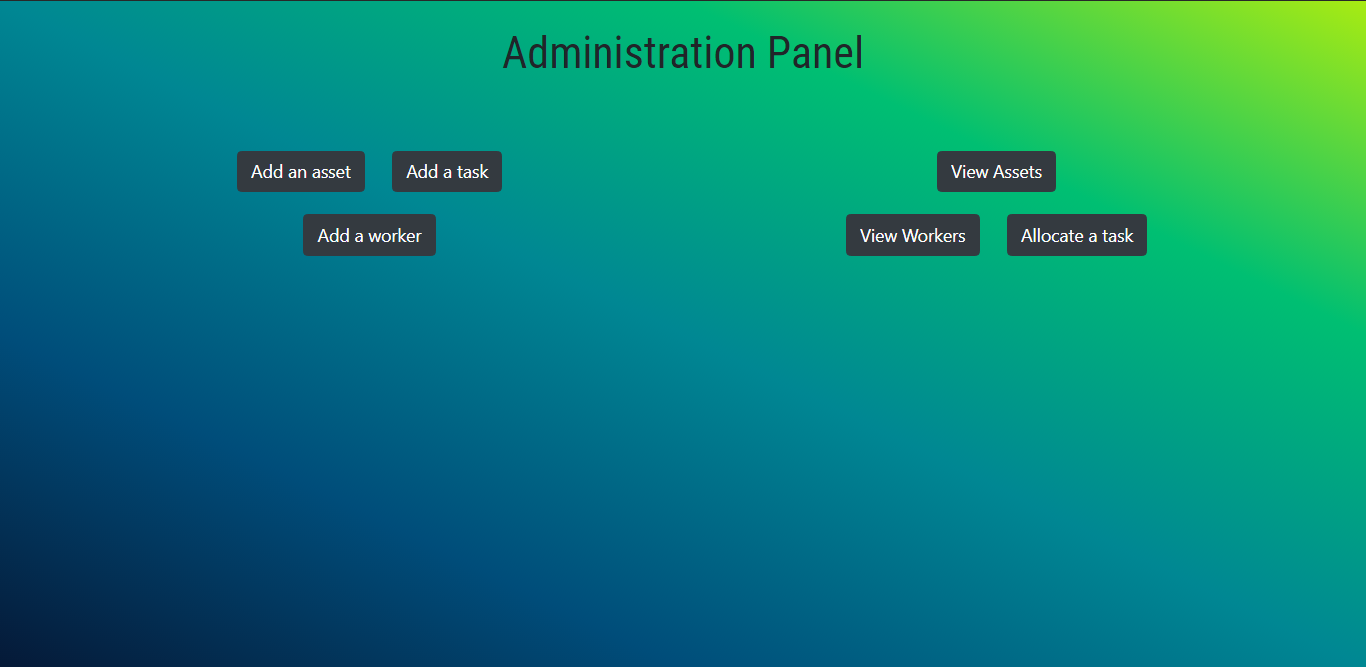 Administration Panel
Add an asset Add a task
Add a worker
View Assets
View Workers Allocate a task